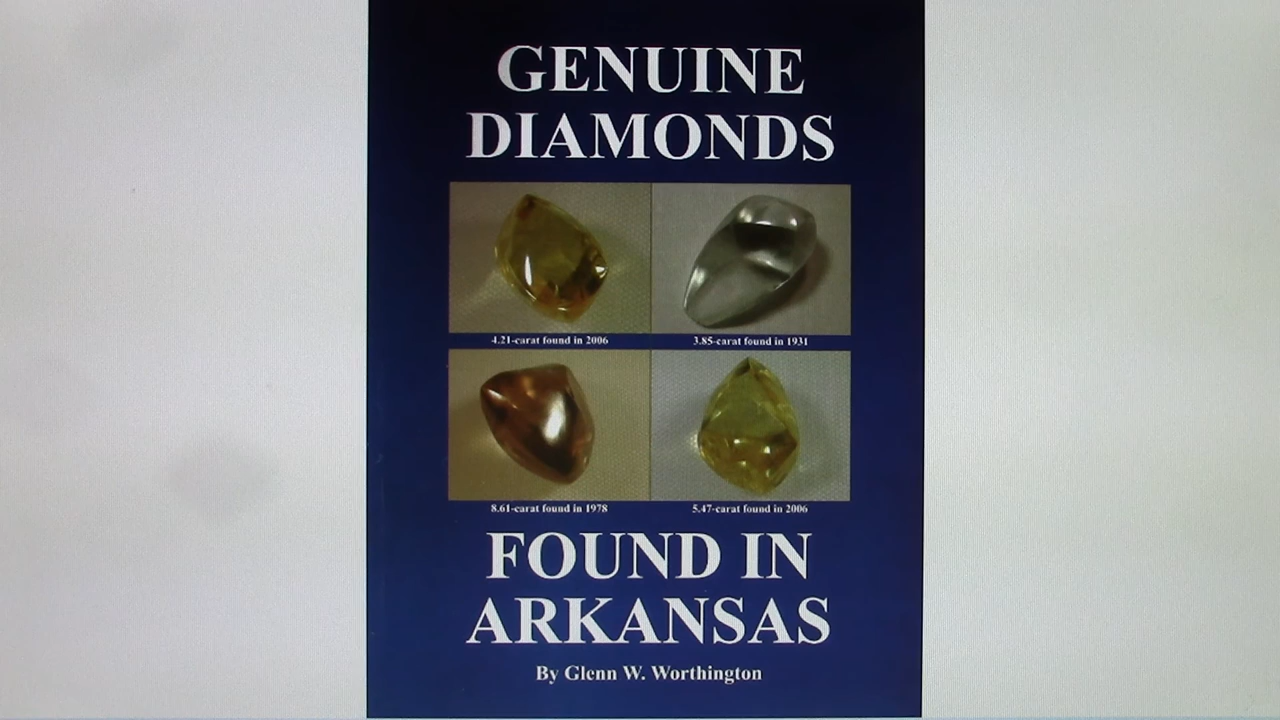 GENUINE
DIAMONDS
4.21-carat found in 2006
3.85-carat found in 1931
8.61-carat found in 1978
5.47-carat found in 2006
FOUND IN
ARKANSAS
By Glenn W. Worthington